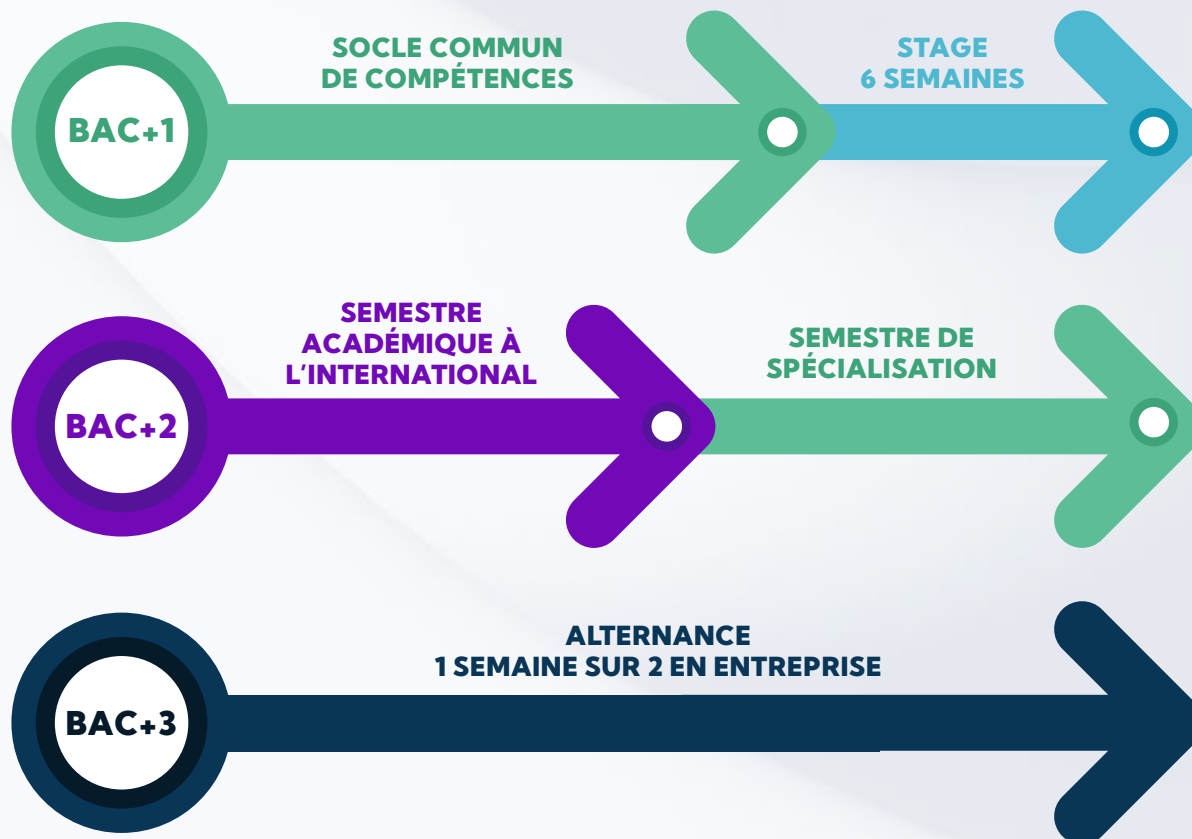 BAC+1
SOCLE COMMUN
DE COMPÉTENCES
STAGE
6 SEMAINES
BAC+2
SEMESTRE
ACADÉMIQUE À
L'INTERNATIONAL
SEMESTRE DE
SPÉCIALISATION
BAC+3
ALTERNANCE
1 SEMAINE SUR 2 EN ENTREPRISE